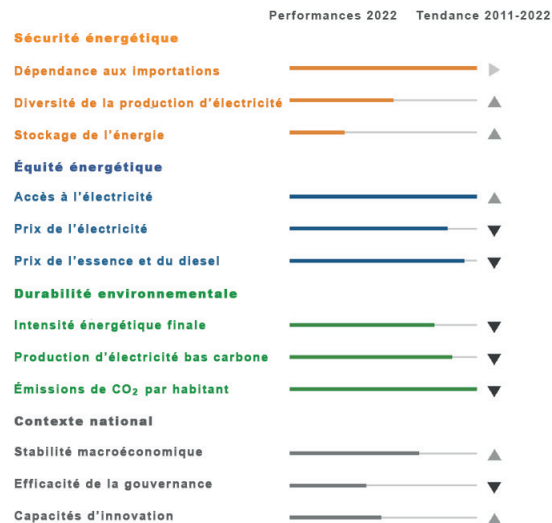 Performances 2022 Tendance 2011-2022
Sécurité énergétique
Dépendance aux importations
Diversité de la production d'électricité
Stockage de l'énergie
Équité énergétique
Accès à l'électricité
Prix de l'électricité
Prix de l'essence et du diesel
Durabilité environnementale
Intensité énergétique finale
Production d'électricité bas carbone
Émissions de CO₂ par habitant
Contexte national
Stabilité macroéconomique
Efficacité de la gouvernance
Capacités d'innovation